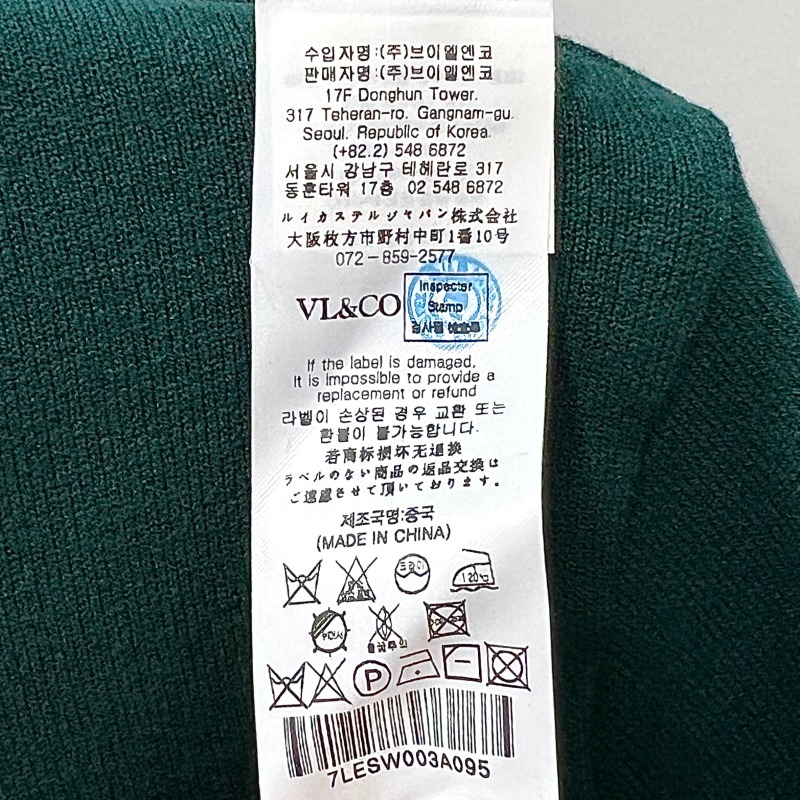 수입자명:(주)브이엘엔코
판매자명:(주)브이엘엔코
17F Donghun Tower.
317 Teheran-ro. Gangnam-gu.
Seoul. Republic of Korea.
(+82.2) 548 6872
서울시 강남구 테헤란로 317
동훈타워 17층 02 548 6872
ルイカステルジャパン株式会社
大阪枚方市野村中町1番10号
072-859-2577
VL&CO
Inspecter
Stamp
If the label is damaged,
It is Impossible to provide a
replacement or refund
라벨이 손상된 경우 교환 또는
환불이 불가능합니다.
若商标损坏无退换
ラベルのない商品の返品交換は
ご遠慮させて頂いております。
제조국명:중국
(MADE IN CHINA)
드라이
120℃
P
7LESW003A095